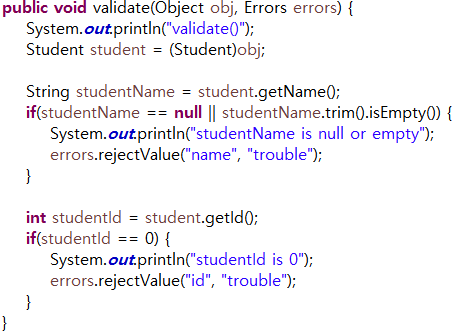 public void validate(Object obj, Errors errors) {
System.out.println("validate()");
Student student = (Student)obj;
String studentName = student.getName();
if(studentName == null || studentName.trim().isEmpty()) {
System.out.println("studentName is null or empty");
errors.rejectValue("name", "trouble");
}
int studentId = student.getId();
if(studentId == 0) {
System.out.println("studentId is 0");
errors.rejectValue("id", "trouble");
}
}